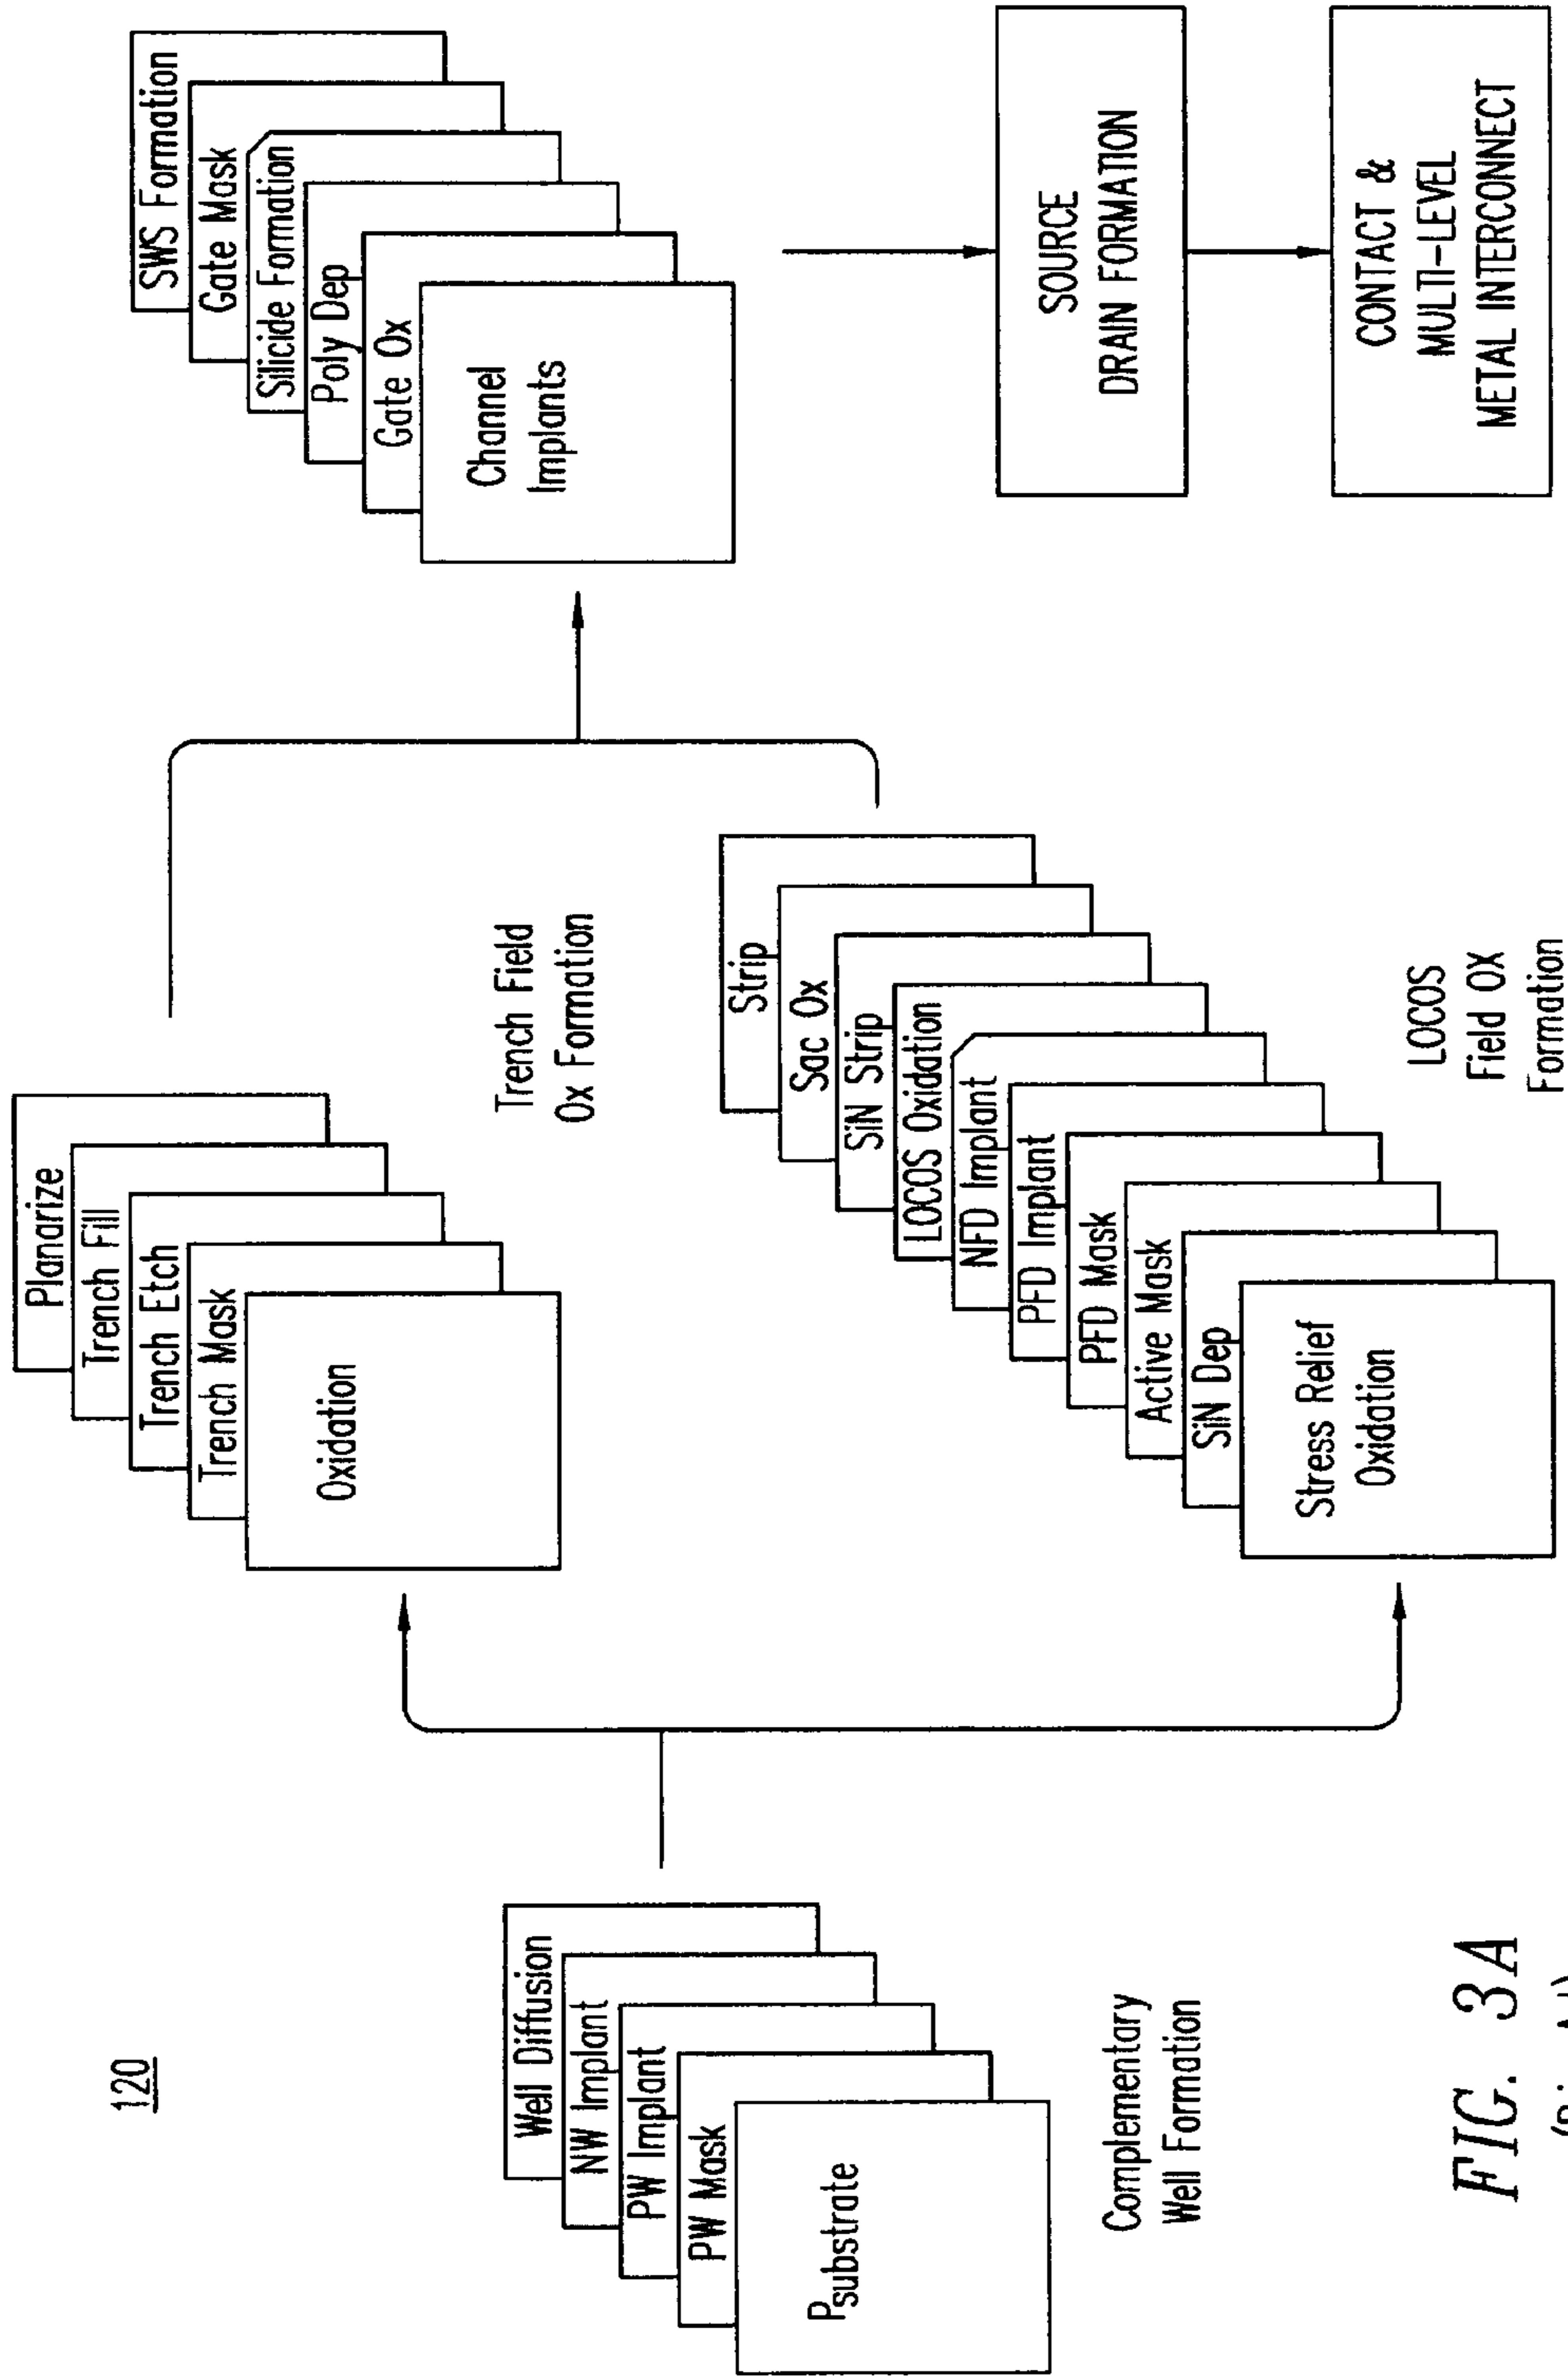 120
Well Diffusion
NW Implant
PW Implant
PW Mask
Psubstrate
Complementary
Well Formation
Planarize
Trench Fill
Trench Etch
Trench Mask
Oxidation
Trench Field
Ox Formation
Strip
Sac Ox
SiN Strip
LOCOS Oxidation
NFD Implant
PFD Implant
PFD Mask
Active Mask
SiN Dep
Stress Relief
Oxidation
LOCOS
Field OX
Formation
SWS Formation
Gate Mask
Silicide Formation
Poly Dep
Gate Ox
Channel
Implants
SOURCE
DRAIN FORMATION
CONTACT &
MULTI-LEVEL
METAL INTERCONNECT
FIG. 3A